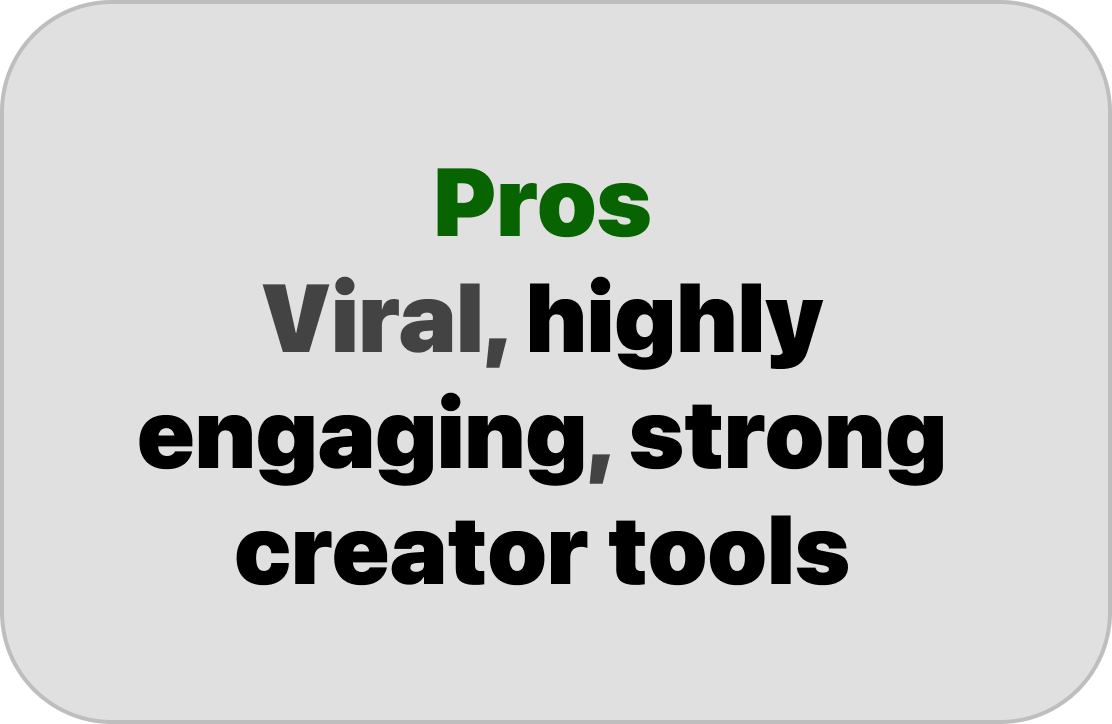 Pros
Viral, highly
engaging, strong
creator tools